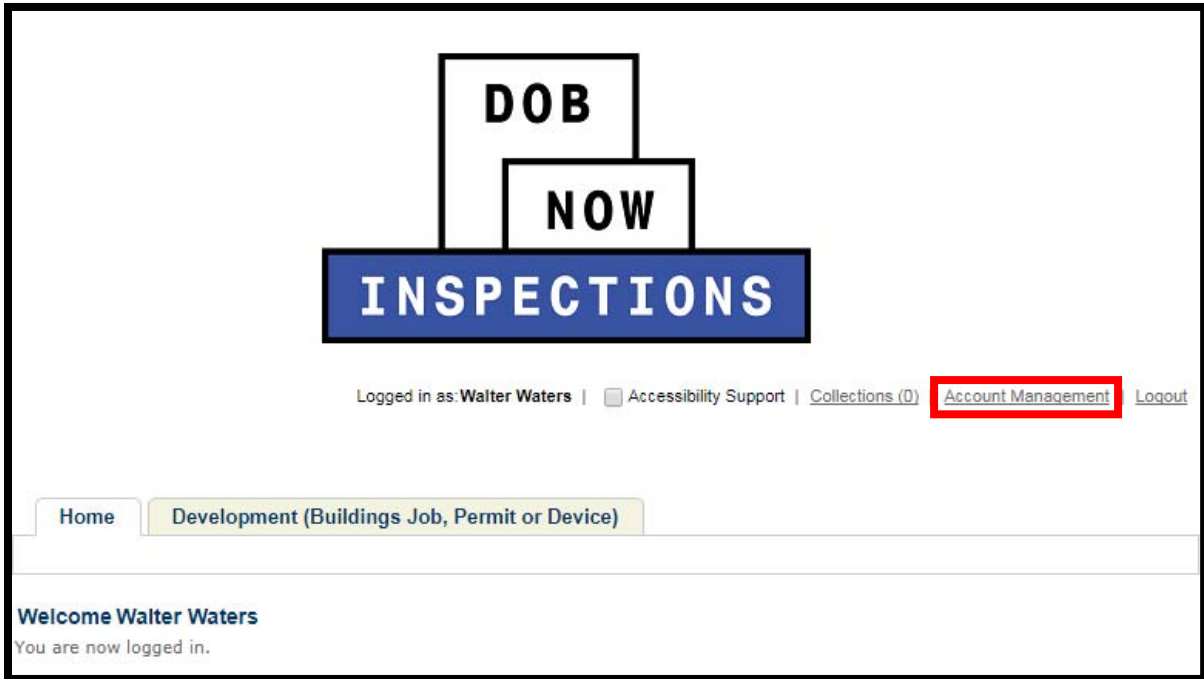 DOB
NOW
INSPECTIONS
Logged in as:Walter Waters | Accessibility Support | Collections (0) | Account Management | Logout
Home Development (Buildings Job, Permit or Device)
Welcome Walter Waters
You are now logged in.